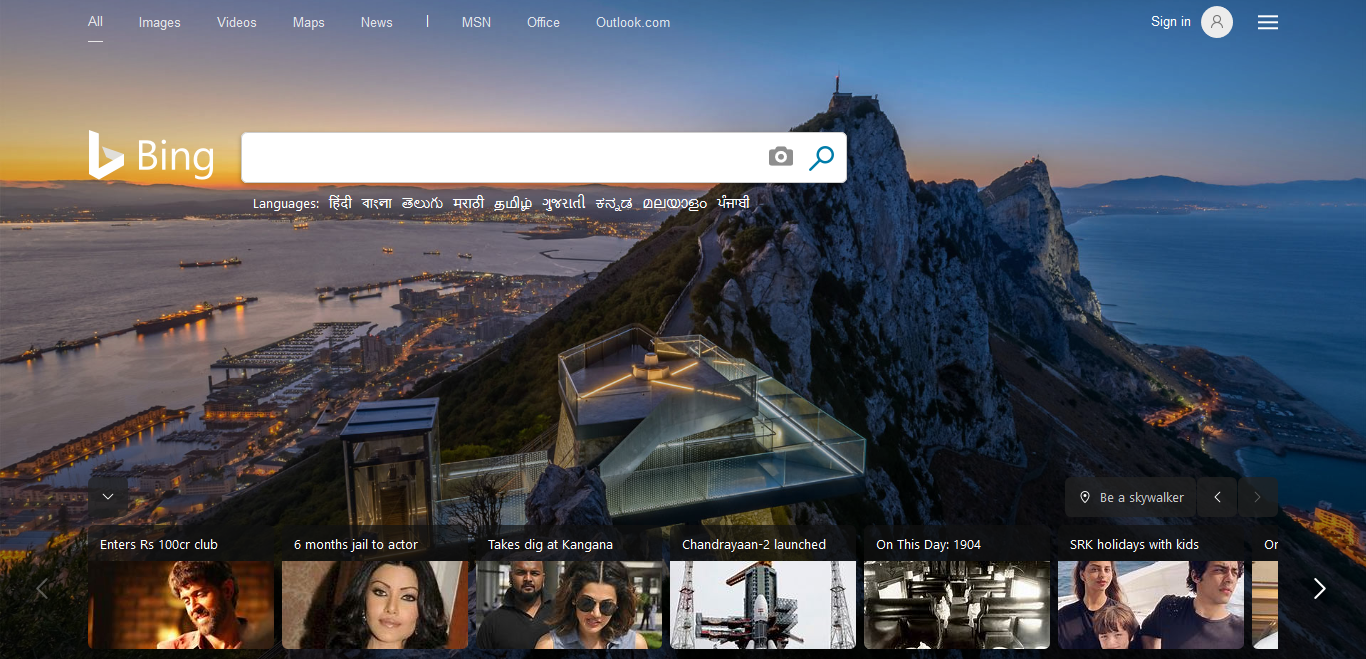 All Images Videos Maps News | MSN Office Outlook.com Sign in
Bing
Languages: हिंदी বাংলা తెలుగు मराठी தமிழ் ગુજરાતી ಕನ್ನಡ മലയാളം ਪੰਜਾਬੀ
Be a skywalker
Enters Rs 100cr club
6 months jail to actor
Takes dig at Kangana
Chandrayaan-2 launched
On This Day: 1904
SRK holidays with kids